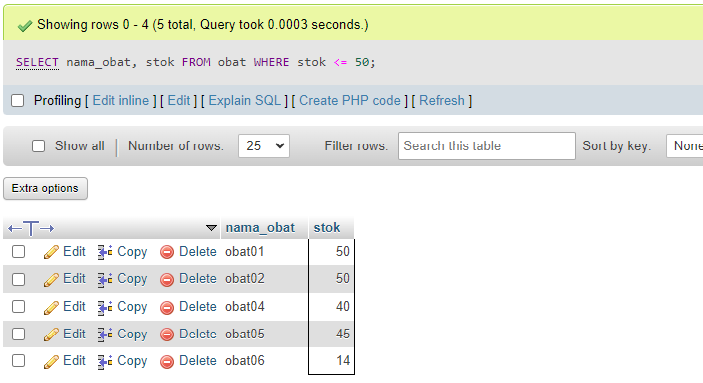 Showing rows 0 - 4 (5 total, Query took 0.0003 seconds.)
SELECT nama_obat, stok FROM obat WHERE stok <= 50;
Profiling [ Edit inline ] [ Edit ] [ Explain SQL ] [ Create PHP code ] [ Refresh ]
Show all Number of rows: 25 Filter rows: Search this table Sort by key: None
Extra options
nama_obat stok
Edit Copy Delete obat01 50
Edit Copy Delete obat02 50
Edit Copy Delete obat04 40
Edit Copy Delete obat05 45
Edit Copy Delete obat06 14